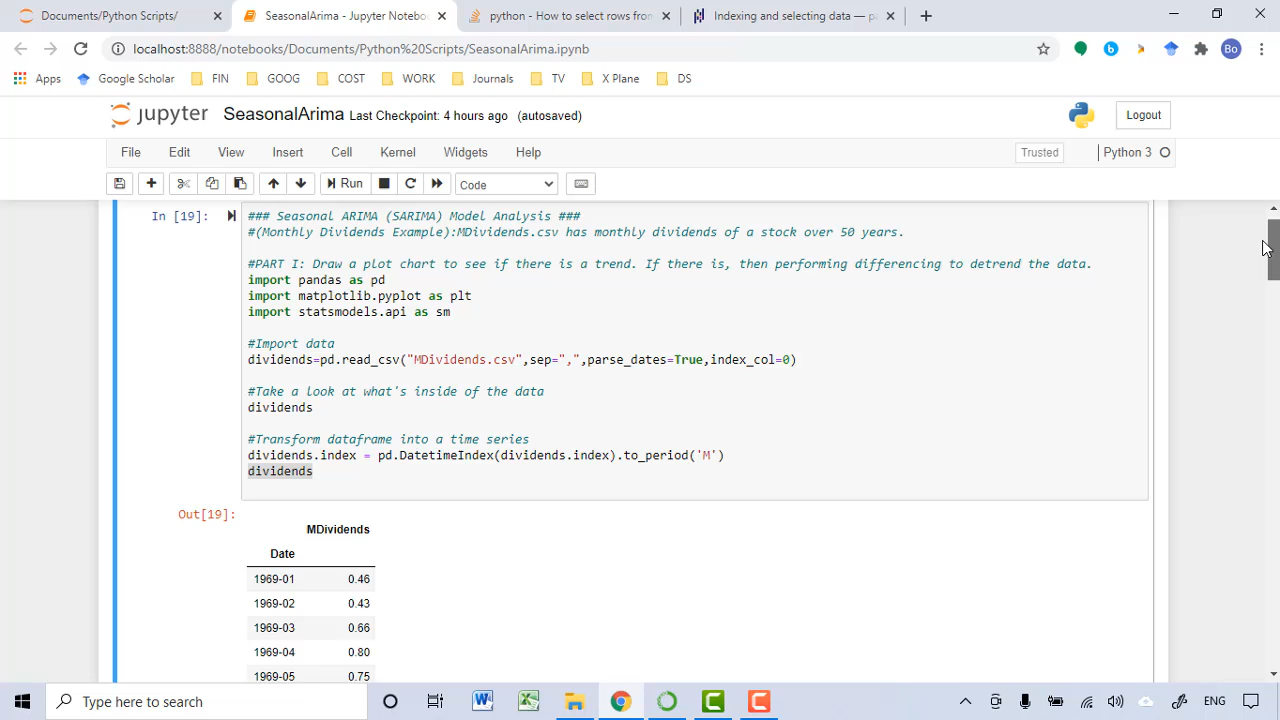 Documents/Python Scripts/
SeasonalArima - Jupyter Notebo
python - How to select rows from
Indexing and selecting data — pa
localhost:8888/notebooks/Documents/Python%20Scripts/SeasonalArima.ipynb
Bo
Apps
Google Scholar
FIN
GOOG
COST
WORK
Journals
TV
X Plane
DS
jupyter
SeasonalArima Last Checkpoint: 4 hours ago (autosaved)
Logout
File
Edit
View
Insert
Cell
Kernel
Widgets
Help
Trusted
Python 3
Run
Code
In [19]:
### Seasonal ARIMA (SARIMA) Model Analysis ###
#(Monthly Dividends Example):MDividends.csv has monthly dividends of a stock over 50 years.
#PART I: Draw a plot chart to see if there is a trend. If there is, then performing differencing to detrend the data.
import pandas as pd
import matplotlib.pyplot as plt
import statsmodels.api as sm
#Import data
dividends=pd.read_csv("MDividends.csv",sep=",",parse_dates=True,index_col=0)
#Take a look at what's inside of the data
dividends
#Transform dataframe into a time series
dividends.index = pd.DatetimeIndex(dividends.index).to_period('M')
dividends
Out[19]:
MDividends
Date
1969-01 0.46
1969-02 0.43
1969-03 0.66
1969-04 0.80
1969-05 0.75
Type here to search
ENG